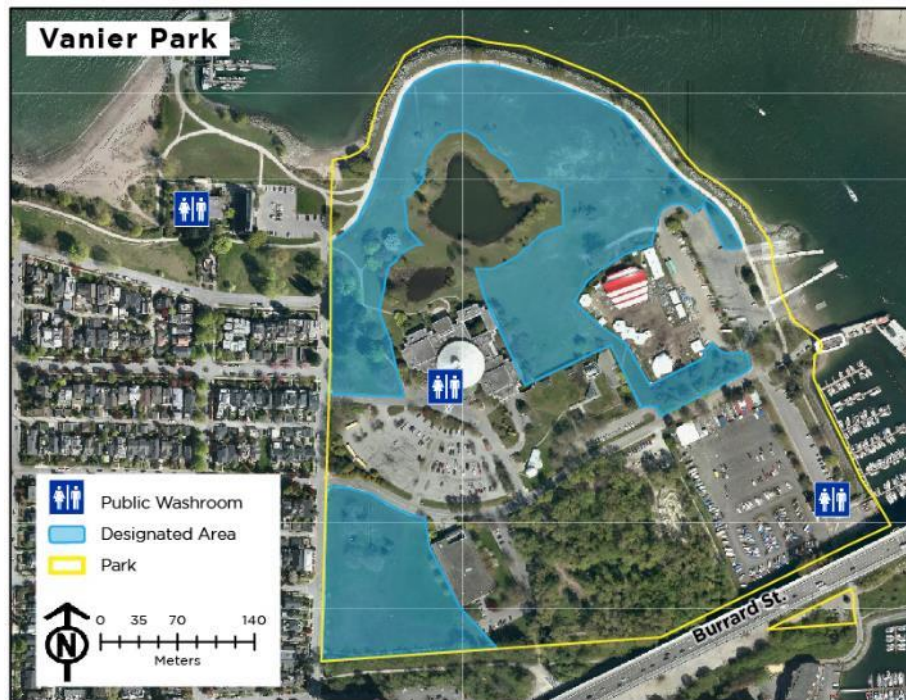 Vanier Park
Public Washroom
Designated Area
Park
N
0 35 70 140
Meters
Burrard St.